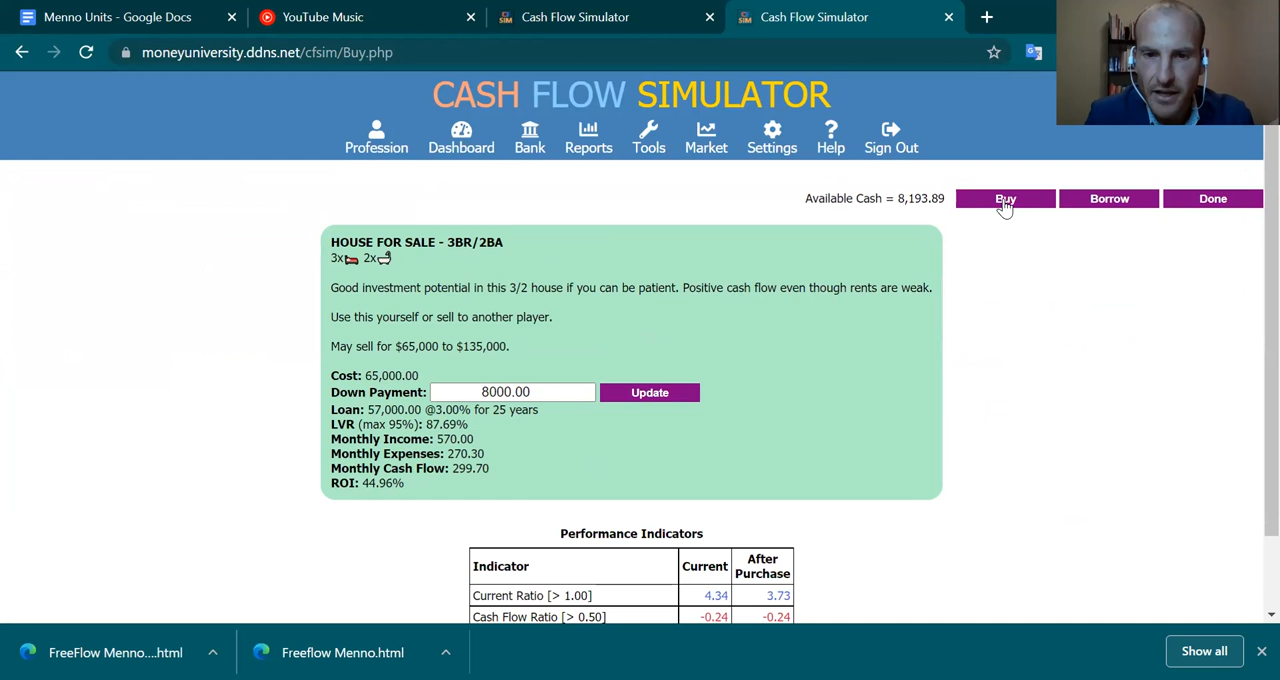 Menno Units - Google Docs
YouTube Music
Cash Flow Simulator
Cash Flow Simulator
moneyuniversity.ddns.net/cfsim/Buy.php
CASH FLOW SIMULATOR
Profession
Dashboard
Bank
Reports
Tools
Market
Settings
Help
Sign Out
Available Cash = 8,193.89
Buy
Borrow
Done
HOUSE FOR SALE - 3BR/2BA
3x 2x
Good investment potential in this 3/2 house if you can be patient. Positive cash flow even though rents are weak.
Use this yourself or sell to another player.
May sell for $65,000 to $135,000.
Cost: 65,000.00
Down Payment: 8000.00 Update
Loan: 57,000.00 @3.00% for 25 years
LVR (max 95%): 87.69%
Monthly Income: 570.00
Monthly Expenses: 270.30
Monthly Cash Flow: 299.70
ROI: 44.96%
Performance Indicators
Indicator Current After Purchase
Current Ratio [> 1.00] 4.34 3.73
Cash Flow Ratio [> 0.50] -0.24 -0.24
FreeFlow Menno....html
Freeflow Menno.html
Show all